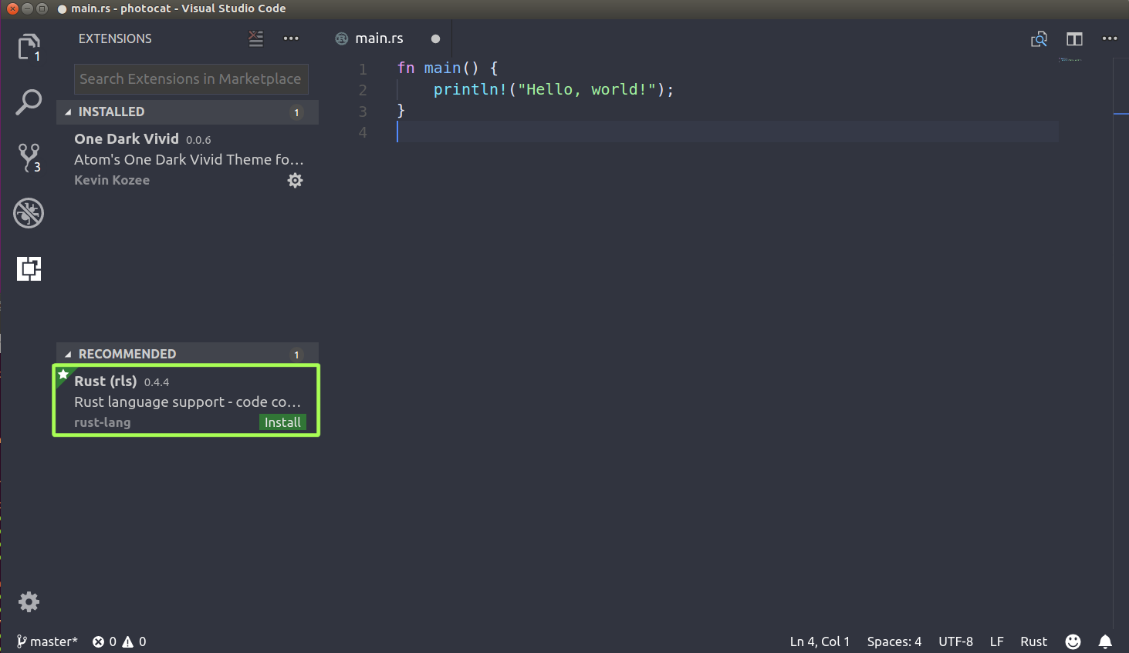 main.rs - photocat - Visual Studio Code
EXTENSIONS
main.rs
1
Search Extensions in Marketplace
INSTALLED 1
One Dark Vivid 0.0.6
Atom's One Dark Vivid Theme fo...
Kevin Kozee
3
RECOMMENDED 1
Rust (rls) 0.4.4
Rust language support - code co...
rust-lang Install
1 fn main() {
2 println!("Hello, world!");
3 }
4
master* 0 0 Ln 4, Col 1 Spaces: 4 UTF-8 LF Rust